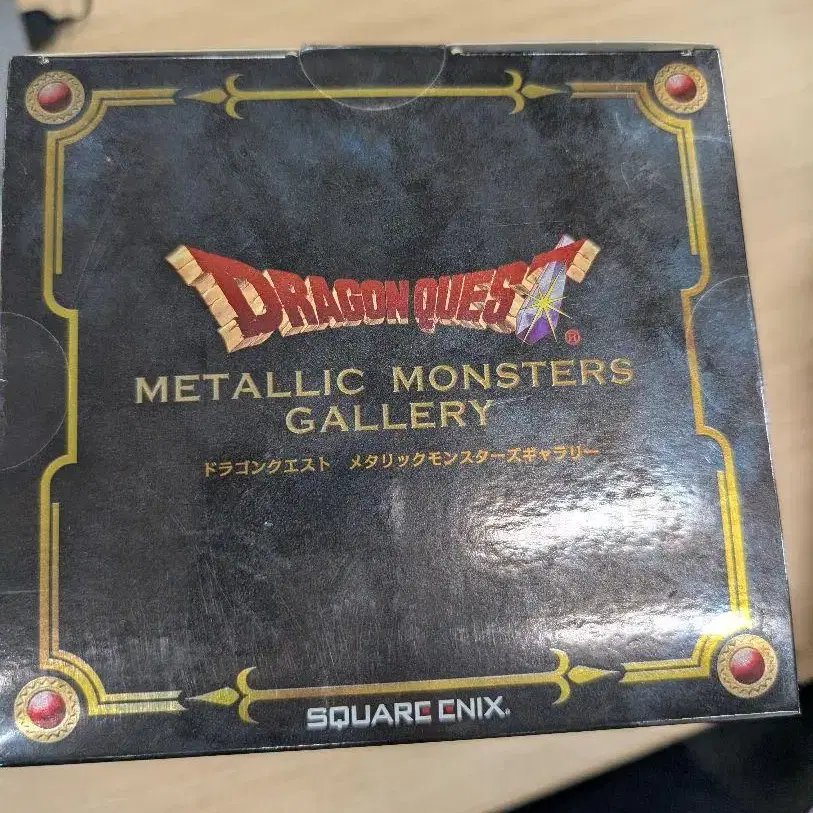 DRAGON QUEST®
METALLIC MONSTERS
GALLERY
ドラゴンクエスト メタリックモンスターズギャラリー
SQUARE ENIX®